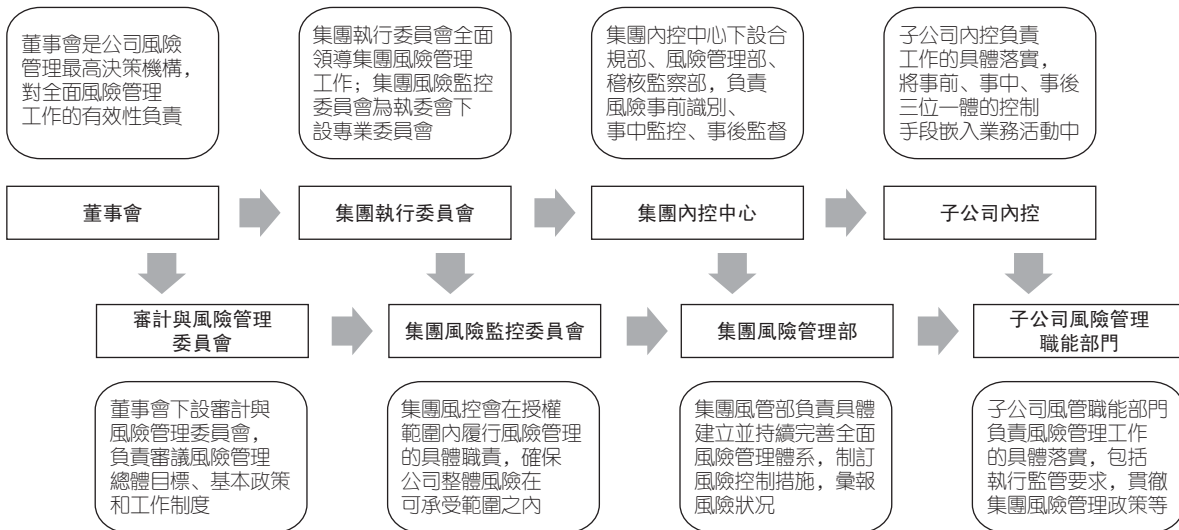 董事會是公司風險
管理最高決策機構，
對全面風險管理
工作的有效性負責
集團執行委員會全面
領導集團風險管理
工作；集團風險監控
委員會為執委會下
設專業委員會
集團內控中心下設合
規部、風險管理部、
稽核監察部，負責
風險事前識別、
事中監控、事後監督
子公司內控負責
工作的具體落實，
將事前、事中、事後
三位一體的控制
手段嵌入業務活動中
董事會
集團執行委員會
集團內控中心
子公司內控
審計與風險管理
委員會
集團風險監控委員會
集團風險管理部
子公司風險管理
職能部門
董事會下設審計與
風險管理委員會，
負責審議風險管理
總體目標、基本政策
和工作制度
集團風控會在授權
範圍內履行風險管理
的具體職責，確保
公司整體風險在
可承受範圍之內
集團風管部負責具體
建立並持續完善全面
風險管理體系，制訂
風險控制措施，彙報
風險狀況
子公司風管職能部門
負責風險管理工作
的具體落實，包括
執行監管要求，貫徹
集團風險管理政策等